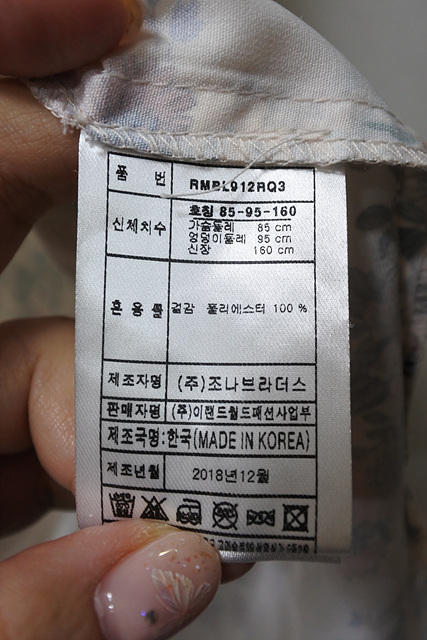 품 번 RMBL912RQ3
호칭 85-95-160
신체치수 가슴둘레 85 cm
엉덩이둘레 95 cm
신장 160 cm
혼 용 률 겉감 폴리에스터 100 %
제조자명 (주)조나브라더스
판매자명 (주)이랜드월드패션사업부
제조국명:한국(MADE IN KOREA)
제조년월 2018년12월